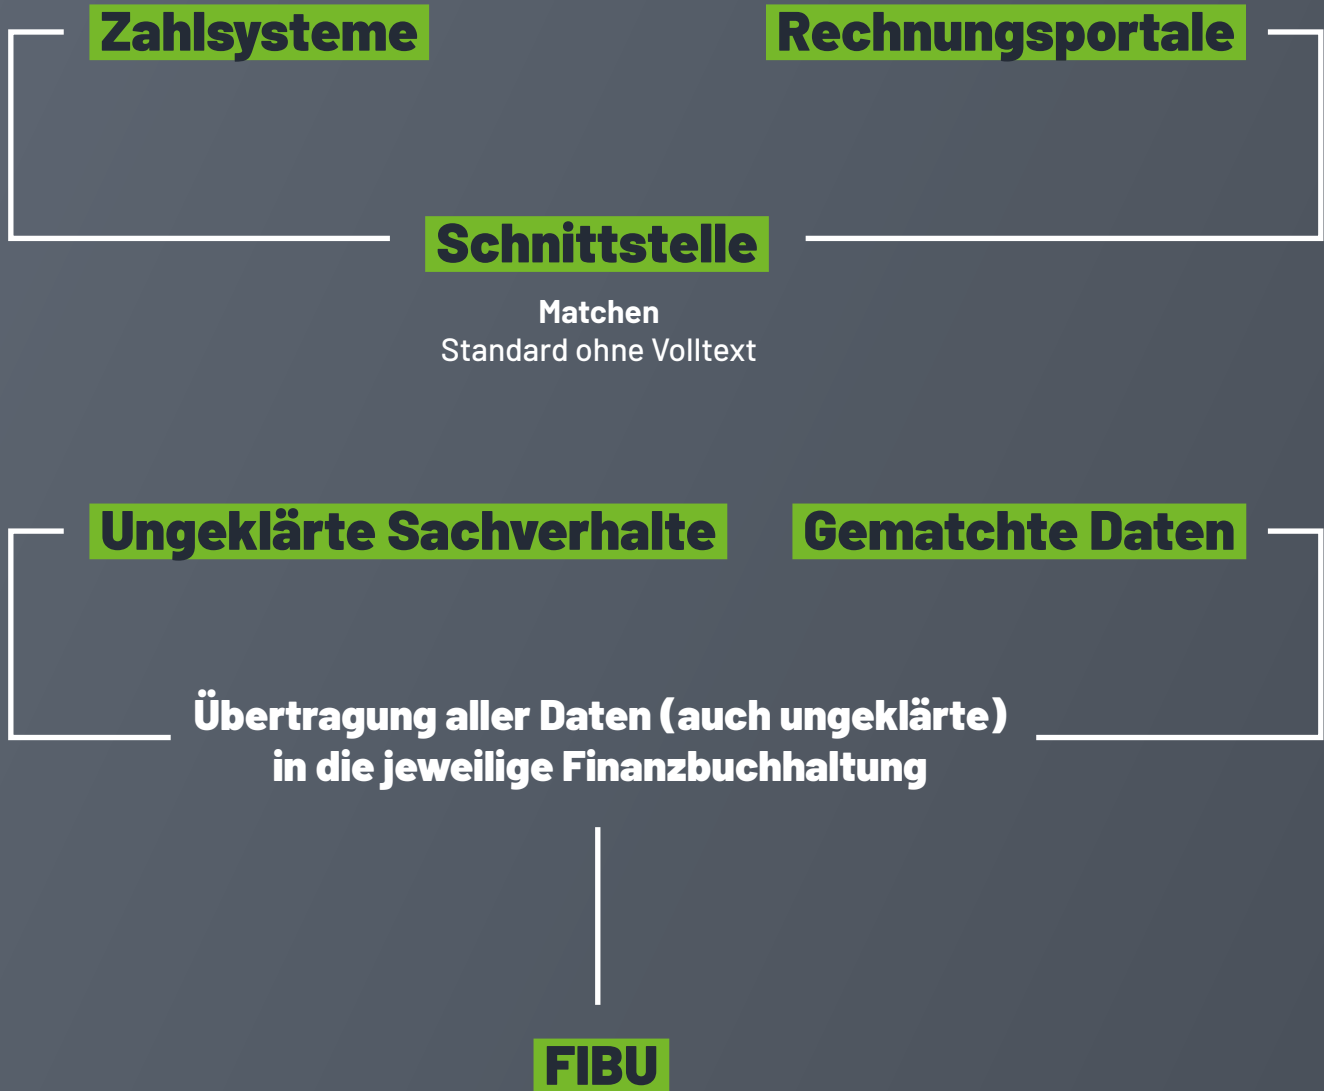 Zahlsysteme
Rechnungsportale
Schnittstelle
Matchen
Standard ohne Volltext
Ungeklärte Sachverhalte
Gematchte Daten
Übertragung aller Daten (auch ungeklärte)
in die jeweilige Finanzbuchhaltung
FIBU